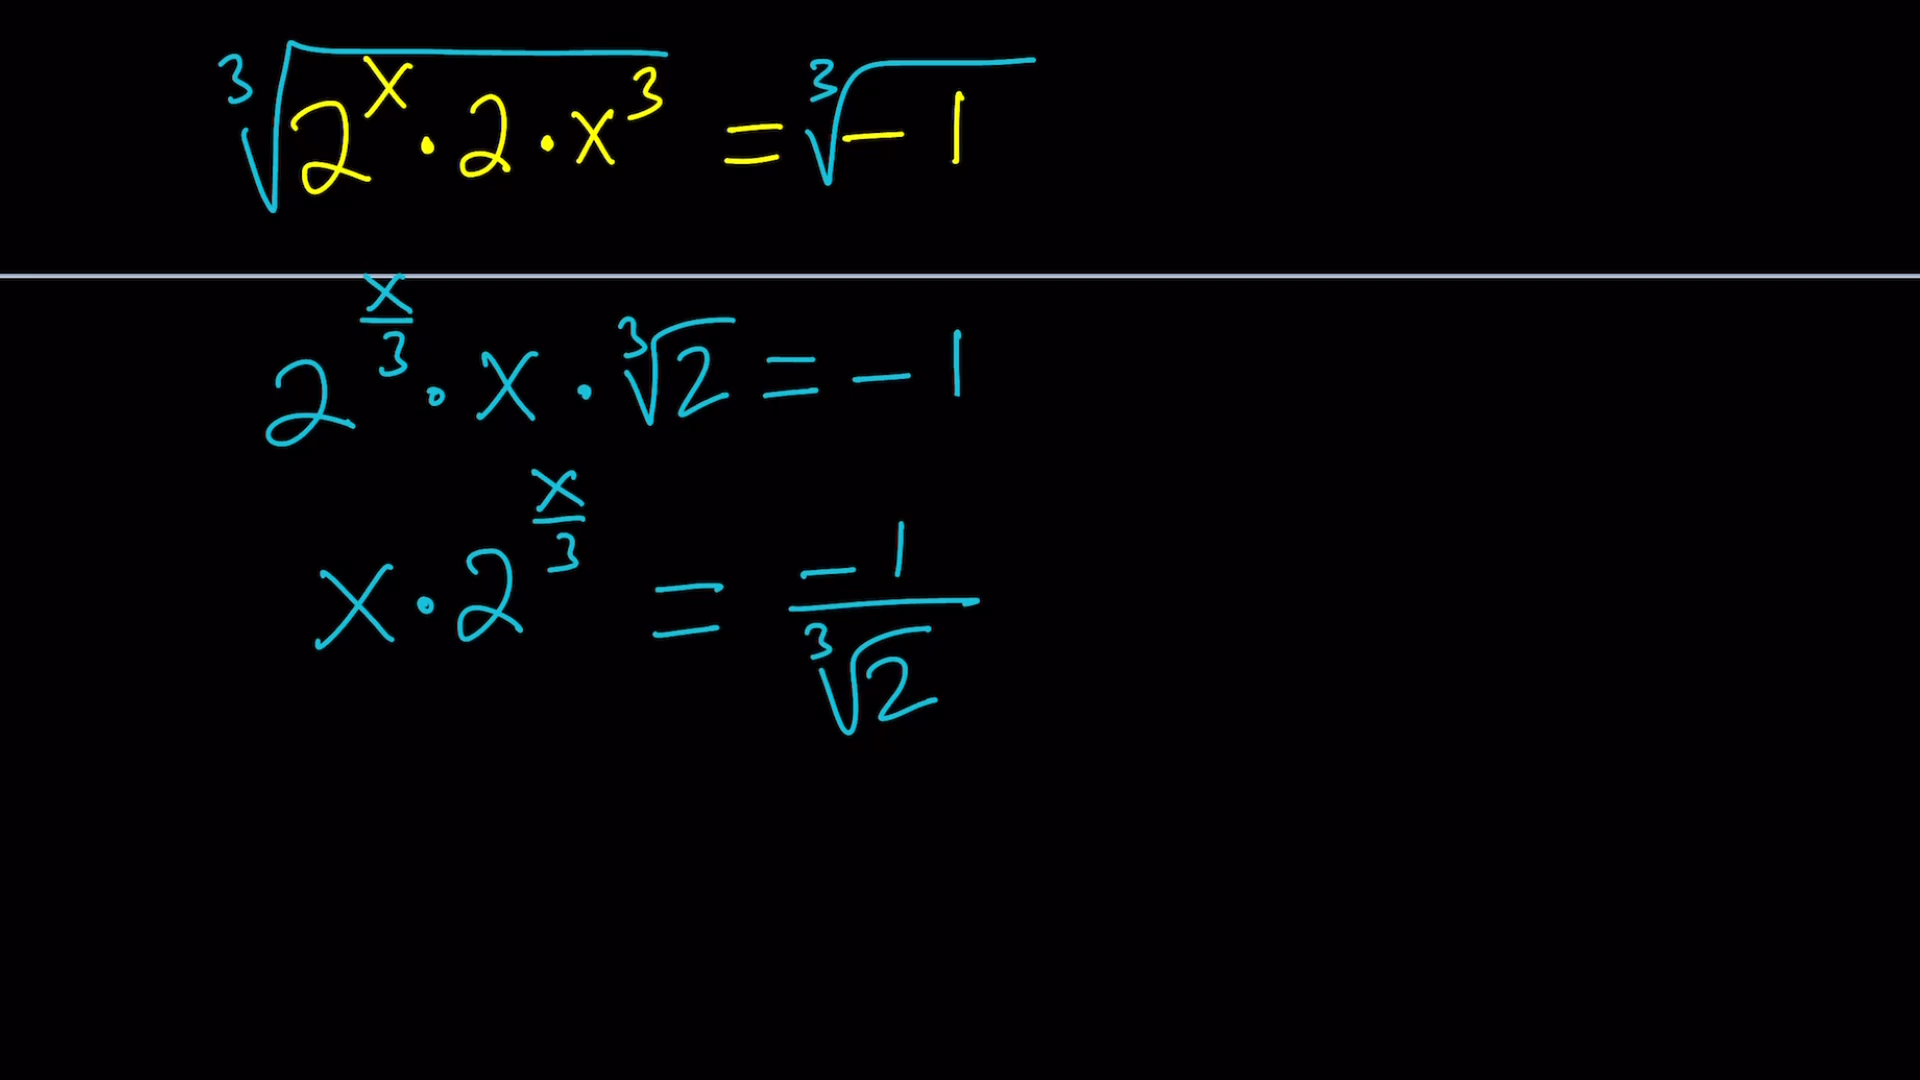 ∛(2^x · 2 · x^3) = ∛(-1)
2^(x/3) · x · ∛2 = -1
x · 2^(x/3) = -1/∛2